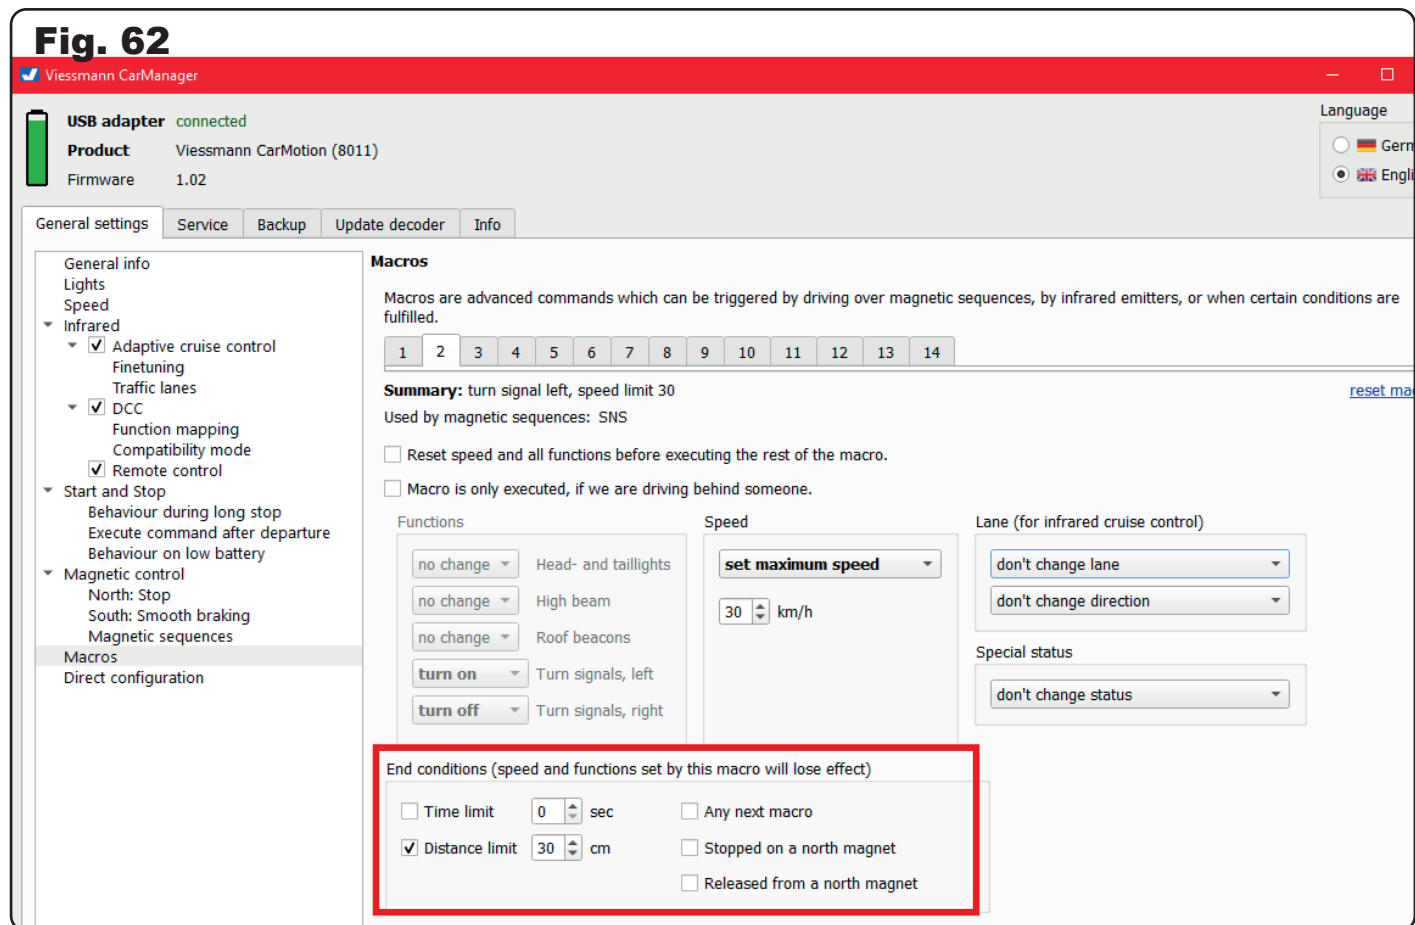 Fig. 62
Viessmann CarManager
USB adapter connected
Product Viessmann CarMotion (8011)
Firmware 1.02
Language
Germ
Engli
General settings Service Backup Update decoder Info
General info
Lights
Speed
Infrared
Adaptive cruise control
Finetuning
Traffic lanes
DCC
Function mapping
Compatibility mode
Remote control
Start and Stop
Behaviour during long stop
Execute command after departure
Behaviour on low battery
Magnetic control
North: Stop
South: Smooth braking
Magnetic sequences
Macros
Direct configuration
Macros
Macros are advanced commands which can be triggered by driving over magnetic sequences, by infrared emitters, or when certain conditions are
fulfilled.
1 2 3 4 5 6 7 8 9 10 11 12 13 14
Summary: turn signal left, speed limit 30
reset ma
Used by magnetic sequences: SNS
Reset speed and all functions before executing the rest of the macro.
Macro is only executed, if we are driving behind someone.
Functions
no change Head- and taillights
no change High beam
no change Roof beacons
turn on Turn signals, left
turn off Turn signals, right
Speed
set maximum speed
30 km/h
Lane (for infrared cruise control)
don't change lane
don't change direction
Special status
don't change status
End conditions (speed and functions set by this macro will lose effect)
Time limit 0 sec
Distance limit 30 cm
Any next macro
Stopped on a north magnet
Released from a north magnet